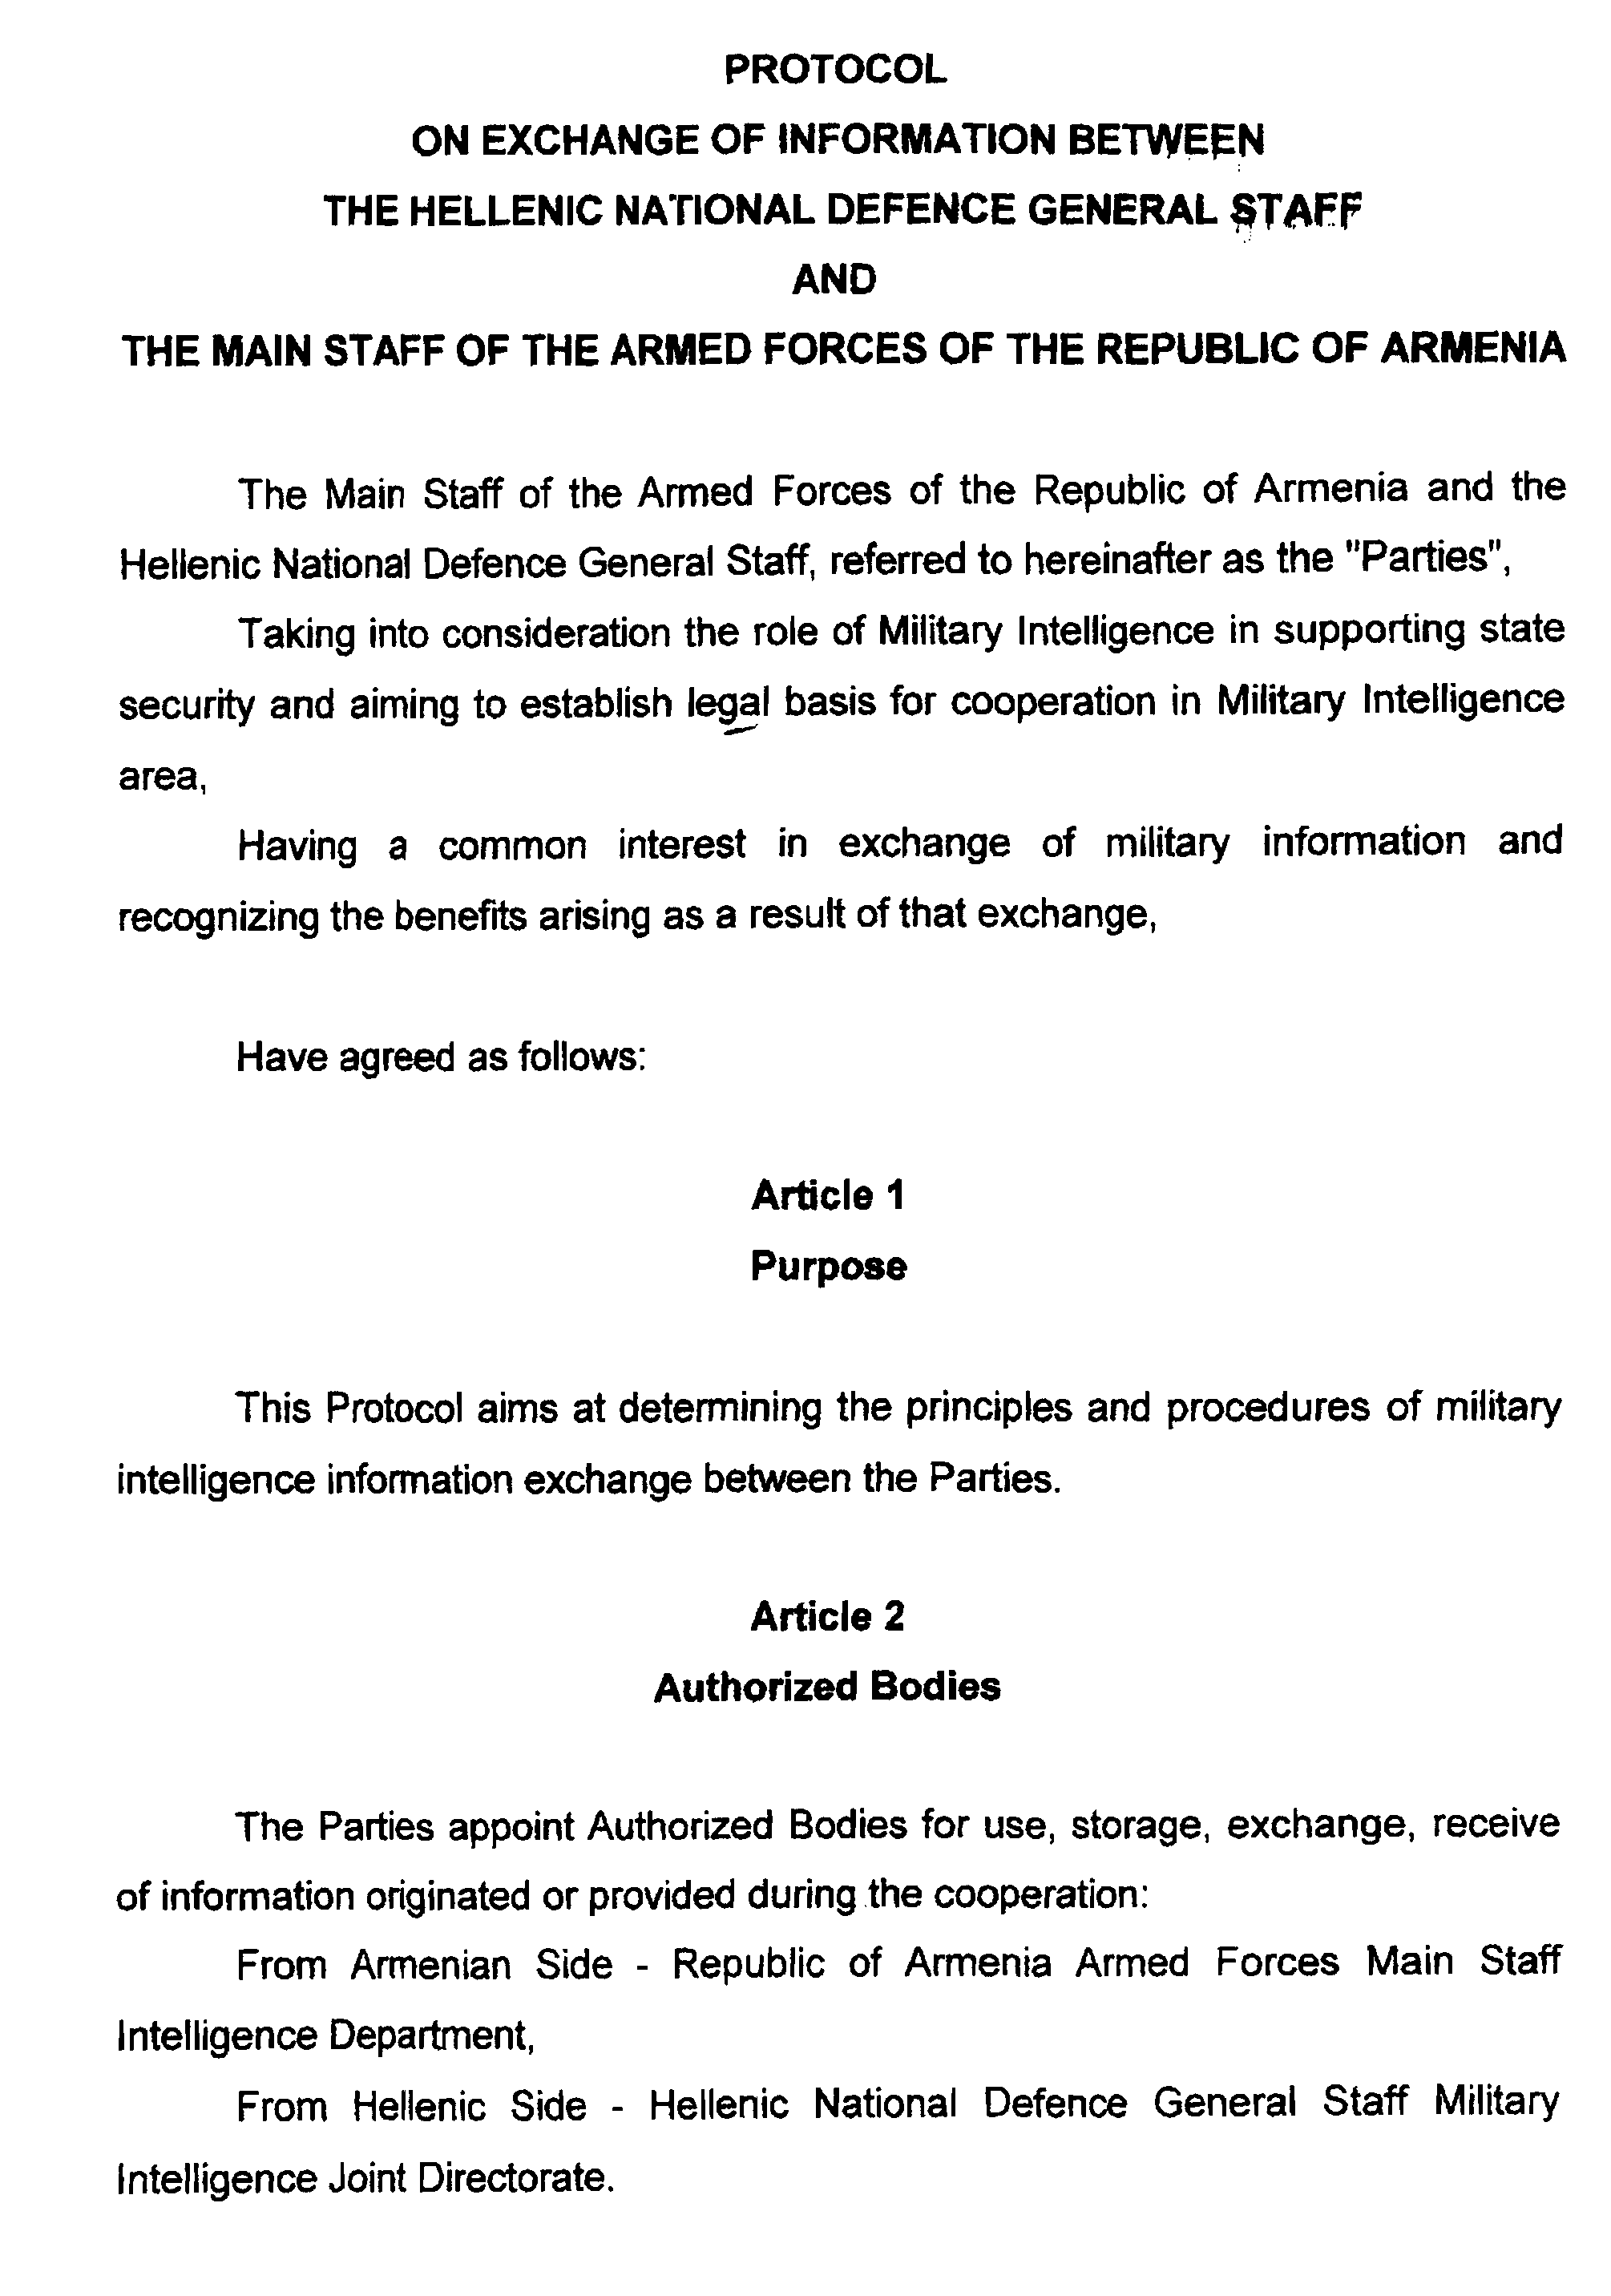 PROTOCOL
ON EXCHANGE OF INFORMATION BETWEEN
THE HELLENIC NATIONAL DEFENCE GENERAL STAFF
AND
THE MAIN STAFF OF THE ARMED FORCES OF THE REPUBLIC OF ARMENIA
The Main Staff of the Armed Forces of the Republic of Armenia and the
Hellenic National Defence General Staff, referred to hereinafter as the "Parties",
Taking into consideration the role of Military Intelligence in supporting state
security and aiming to establish legal basis for cooperation in Military Intelligence
area,
Having a common interest in exchange of military information and
recognizing the benefits arising as a result of that exchange,
Have agreed as follows:
Article 1
Purpose
This Protocol aims at determining the principles and procedures of military
intelligence information exchange between the Parties.
Article 2
Authorized Bodies
The Parties appoint Authorized Bodies for use, storage, exchange, receive
of information originated or provided during the cooperation:
From Armenian Side - Republic of Armenia Armed Forces Main Staff
Intelligence Department,
From Hellenic Side - Hellenic National Defence General Staff Military
Intelligence Joint Directorate.